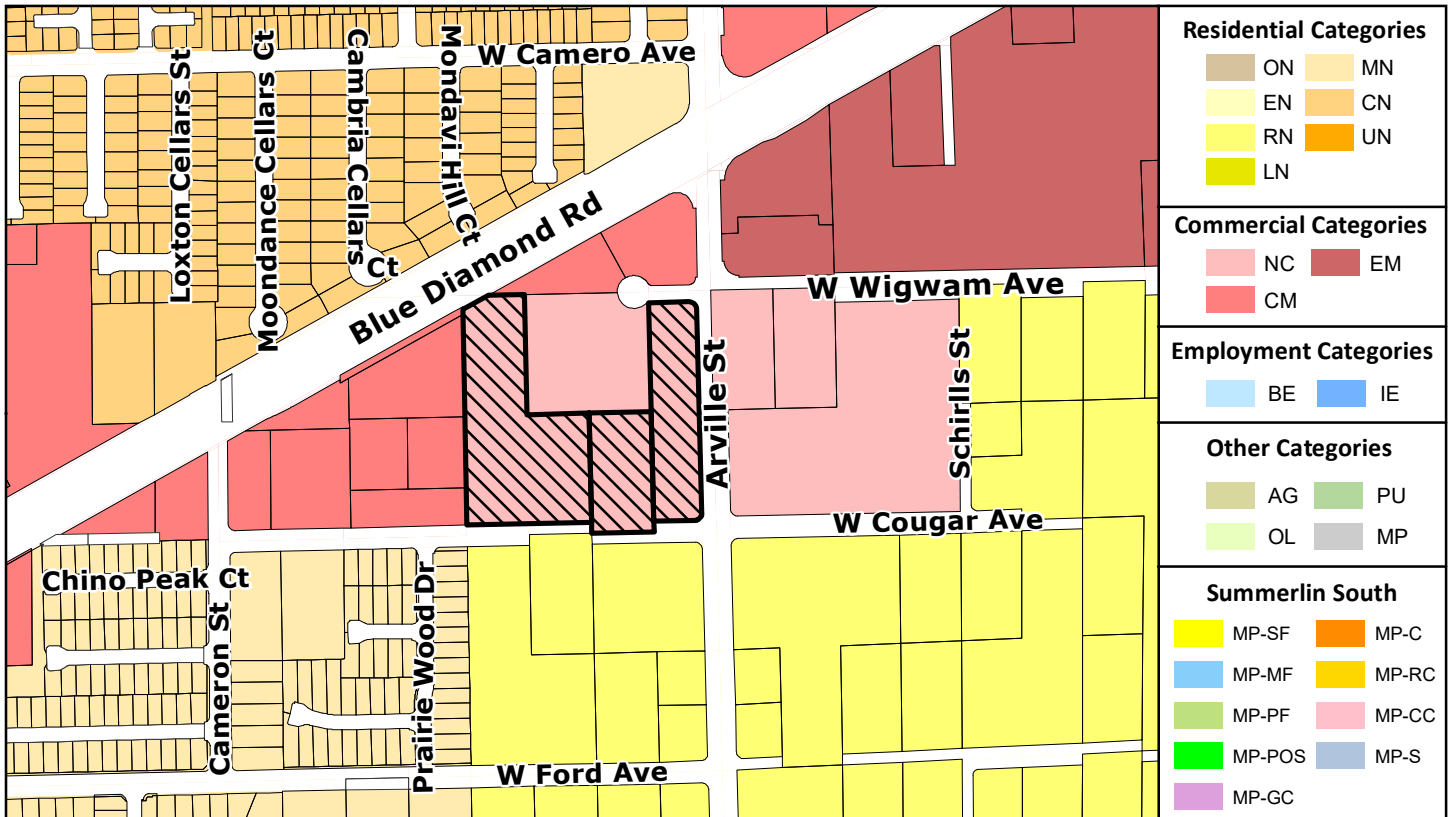 W Camero Ave
Loxton Cellars St
Moondance Cellars Ct
Cambria Cellars
Ct
Mondavi Hill Ct
Blue Diamond Rd
W Wigwam Ave
Arville St
Schirlls St
W Cougar Ave
Chino Peak Ct
Cameron St
Prairie Wood Dr
W Ford Ave
Residential Categories
ON MN
EN CN
RN UN
LN
Commercial Categories
NC EM
CM
Employment Categories
BE IE
Other Categories
AG PU
OL MP
Summerlin South
MP-SF MP-C
MP-MF MP-RC
MP-PF MP-CC
MP-POS MP-S
MP-GC